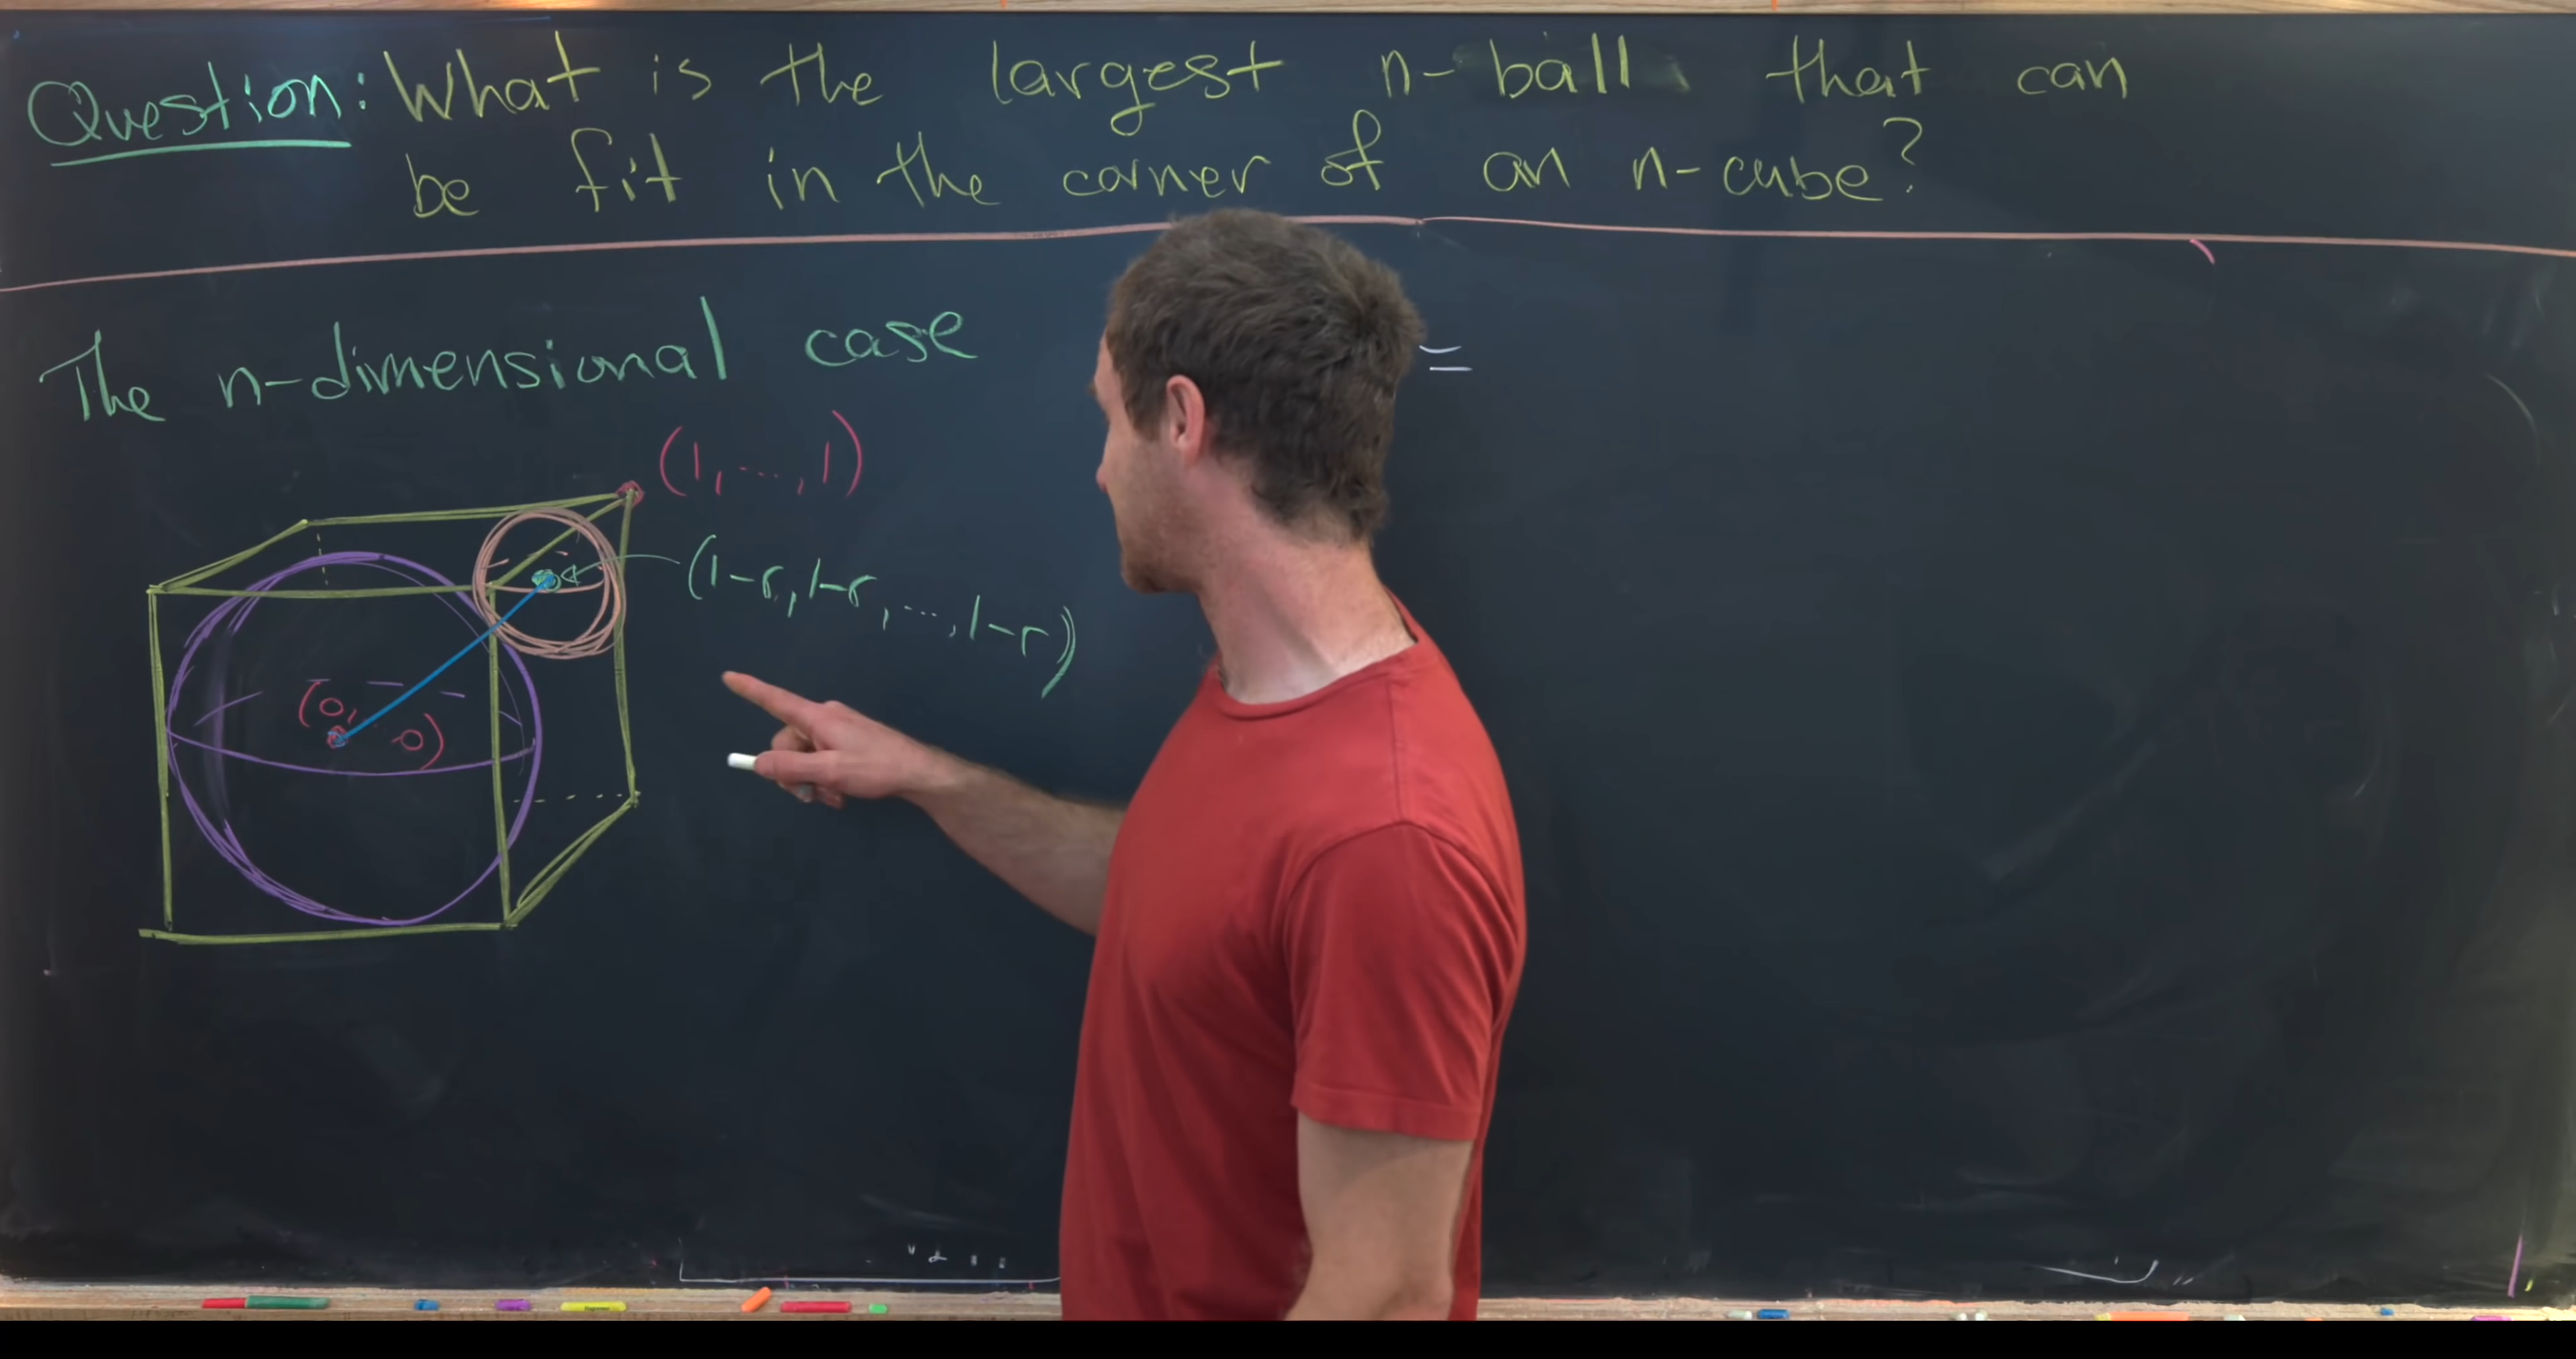 Question: What is the largest n-ball that can
be fit in the corner of an n-cube?
The n-dimensional case
=
(1, ..., 1)
(1-r, 1-r, ..., 1-r)
(0, .. 0)